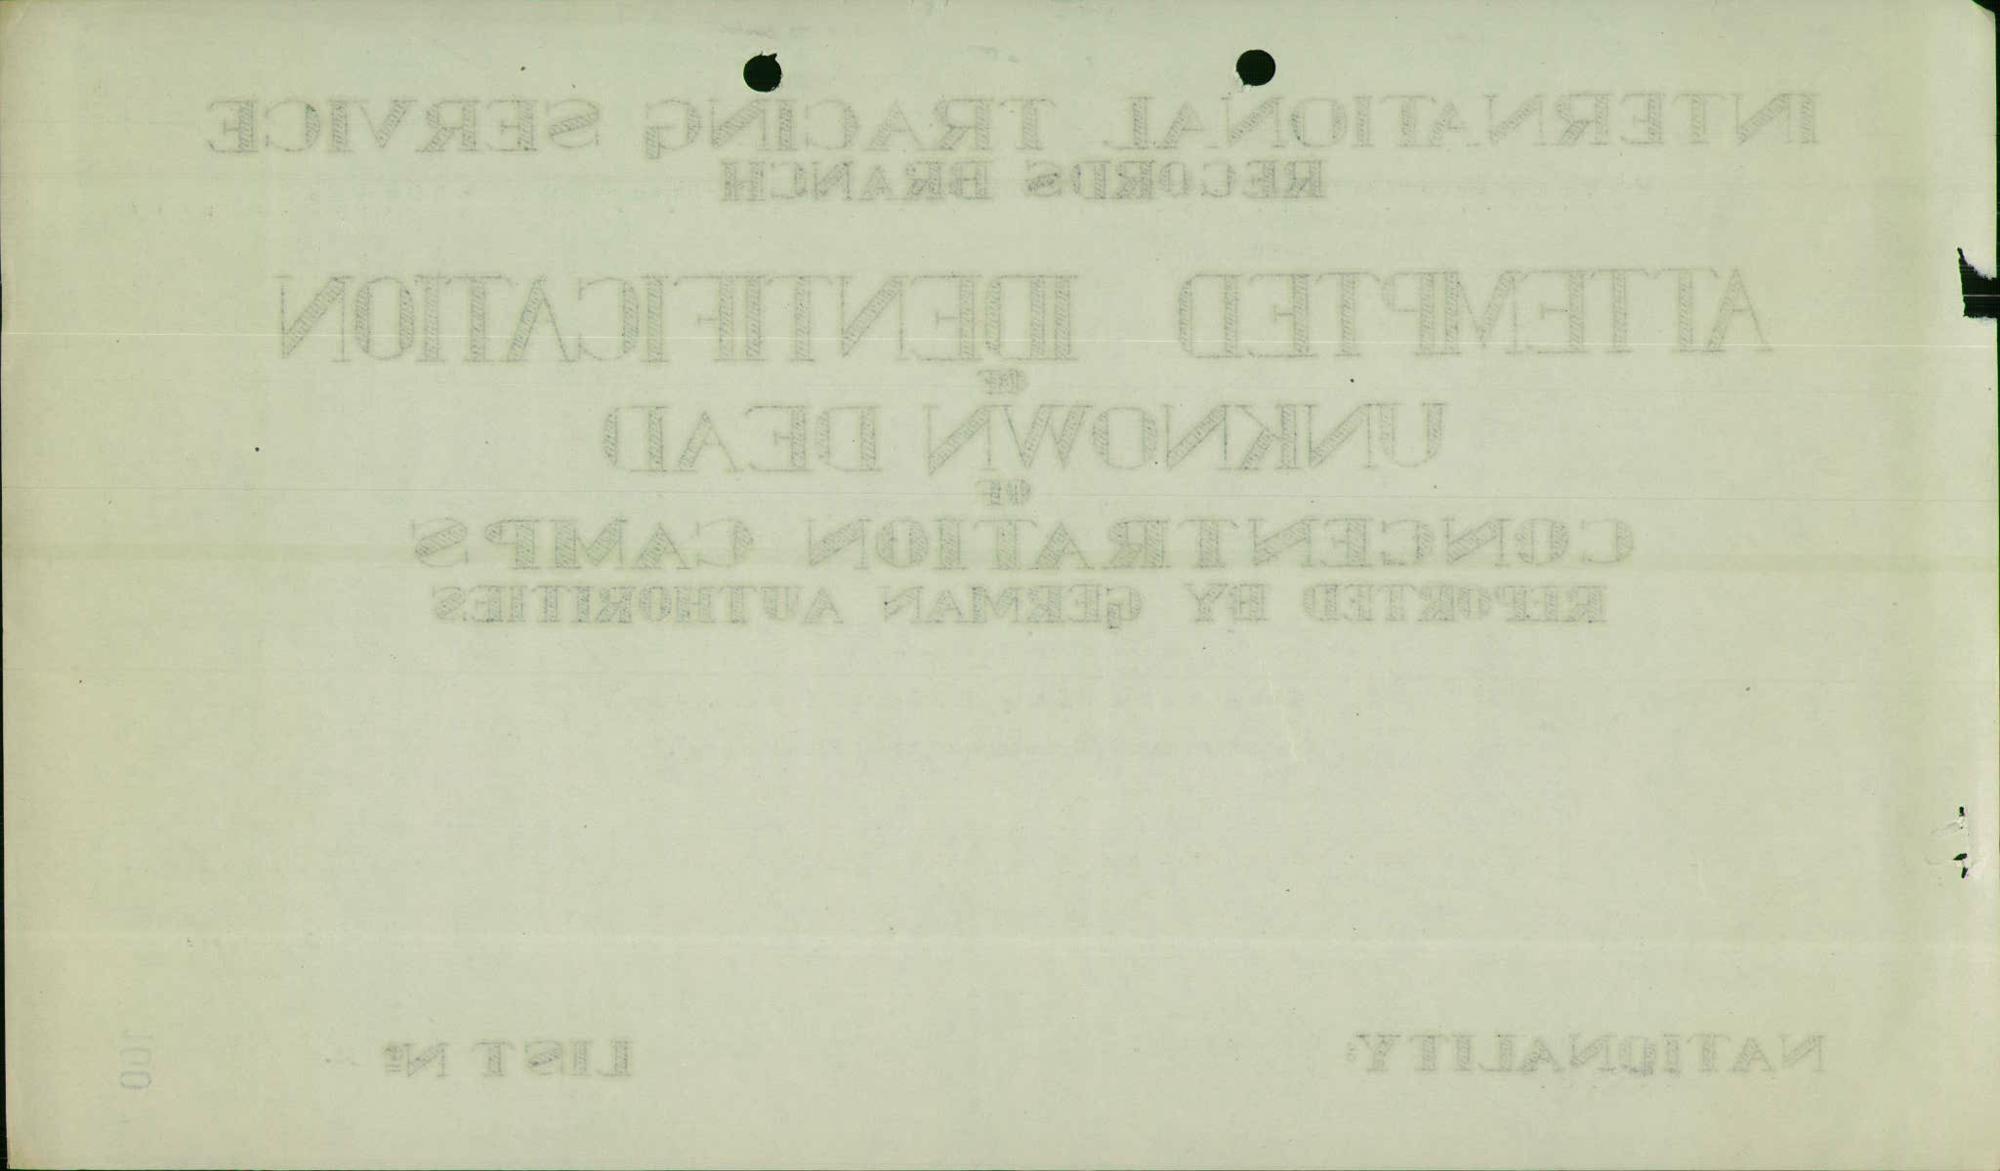 INTERNATIONAL TRACING SERVICE
RECORDS BRANCH
ATTEMPTED IDENTIFICATION
OF
UNKNOWN DEAD
OF
CONCENTRATION CAMPS
REPORTED BY GERMAN AUTHORITIES
NATIONALITY: LIST Nº
100